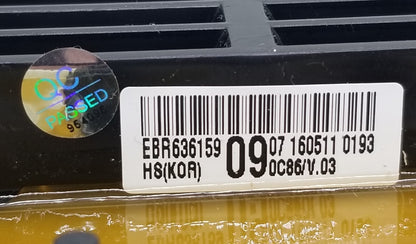 QC
PASSED
EBR636159 09 07 160511 0193
HS(KOR) 0C86/V.03